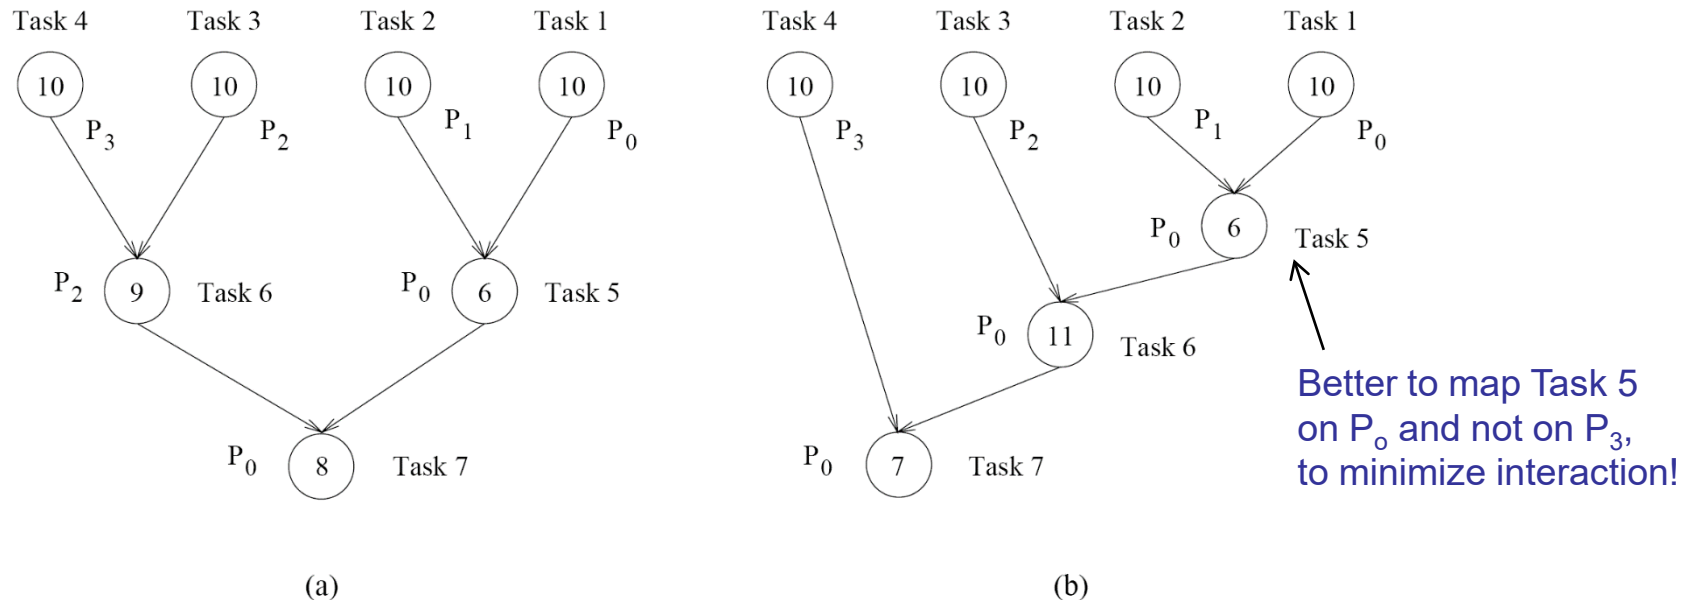 Task 4 Task 3 Task 2 Task 1 Task 4 Task 3 Task 2 Task 1
10 10 10 10 10 10 10 10
P3 P2 P1 P0 P3 P2 P1 P0
P0 6 Task 5
P2 9 Task 6 P0 6 Task 5
P0 11 Task 6
Better to map Task 5
on Po and not on P3,
to minimize interaction!
P0 8 Task 7 P0 7 Task 7
(a) (b)